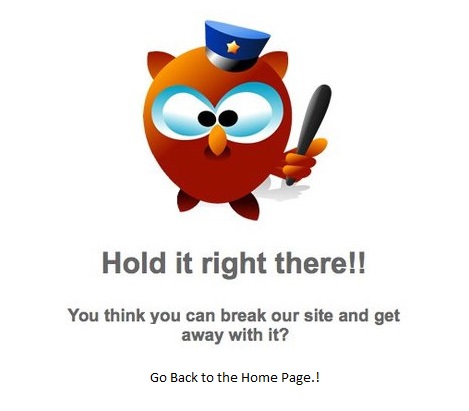 Hold it right there!!
You think you can break our site and get
away with it?
Go Back to the Home Page.!